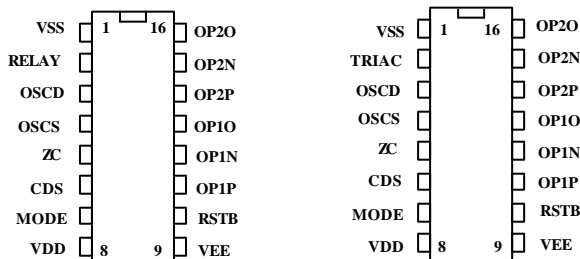 VSS 1 16 OP2O
RELAY OP2N
OSCD OP2P
OSCS OP1O
ZC OP1N
CDS OP1P
MODE RSTB
VDD 8 9 VEE
VSS 1 16 OP2O
TRIAC OP2N
OSCD OP2P
OSCS OP1O
ZC OP1N
CDS OP1P
MODE RSTB
VDD 8 9 VEE